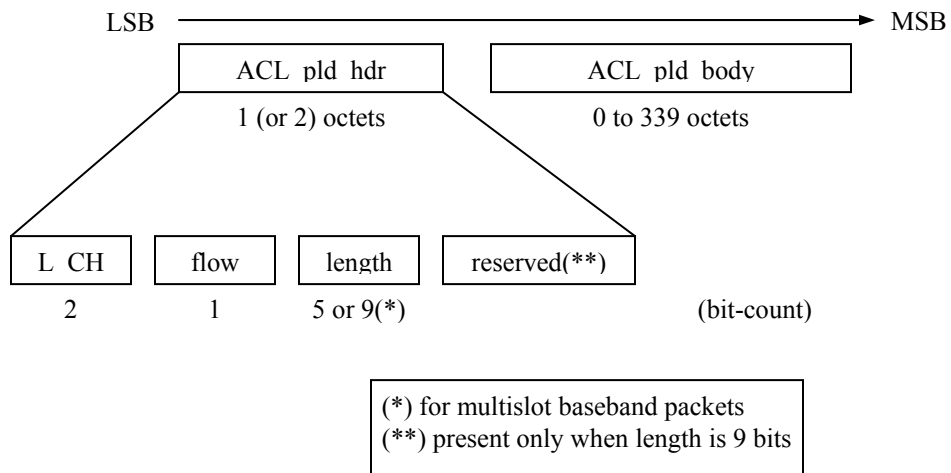 LSB MSB
ACL pld hdr ACL pld body
1 (or 2) octets 0 to 339 octets
L CH flow length reserved(**)
2 1 5 or 9(*) (bit-count)
(*) for multislot baseband packets
(**) present only when length is 9 bits